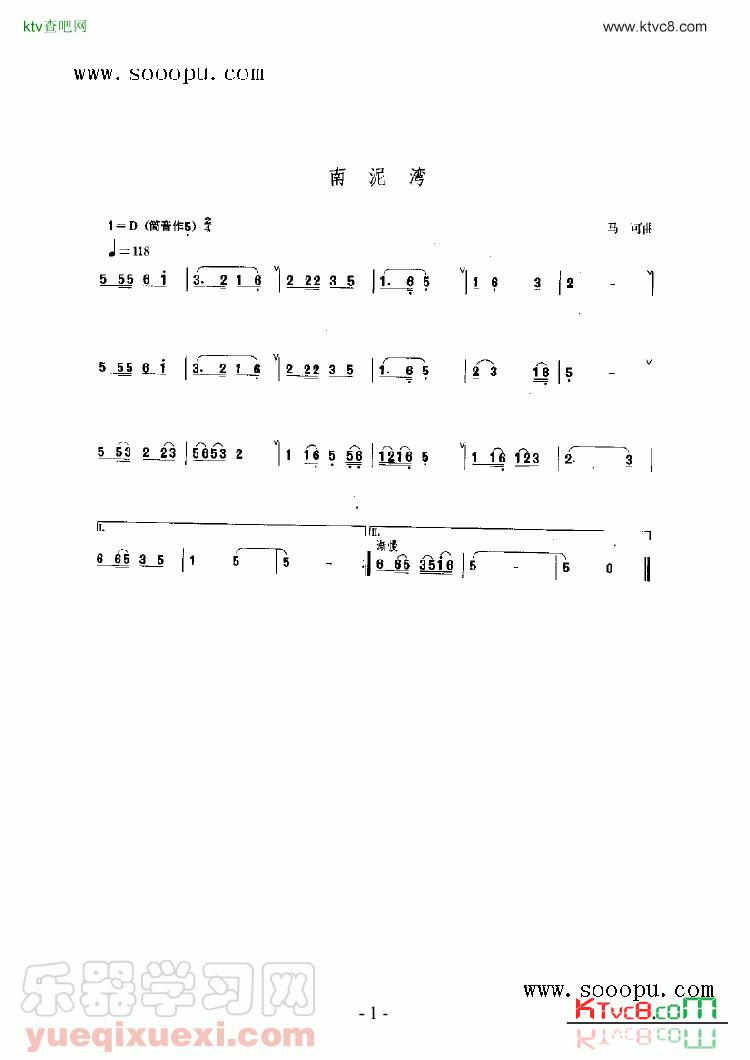 ktv查吧网 www.ktvc8.com
www.sooopu.com
南泥湾
1=D (筒音作5) 2/4 马 可曲
♩=118
5 55 6 i | 3. 2 1 6 ∨ | 2 22 3 5 | 1. 6 5 ∨ | 1 6 3 | 2 - ∨ |
5 55 6 i | 3. 2 1 6 ∨ | 2 22 3 5 | 1. 6 5 ∨ | 2 3 16 | 5 - ∨
5 53 2 23 | 5653 2 ∨ | 1 16 5 56 | 1216 5 ∨ | 1 16 123 | 2. 3 |
I. II.
渐慢
6 65 3 5 | 1 5 | 5 - :‖ 6 65 3516 | 5 - | 5 0 ‖
乐器学习网
yueqixuexi.com
- 1 -
www.sooopu.com
KTvc8.com